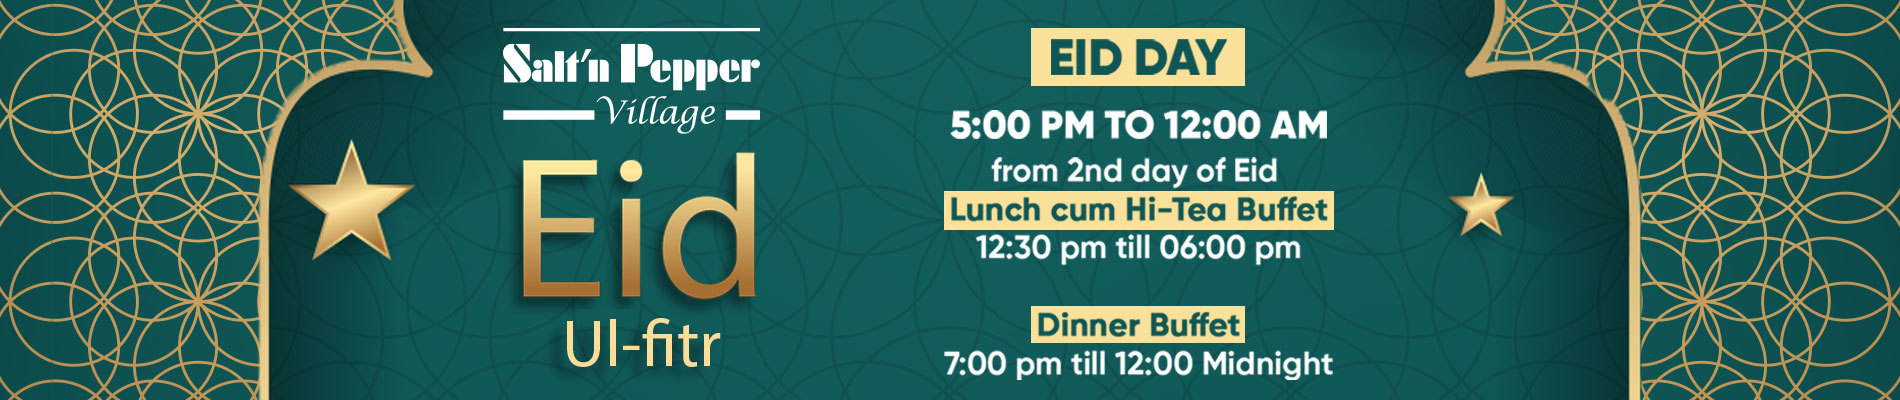 Salt'n Pepper
Village
Eid
Ul-fitr
EID DAY
5:00 PM TO 12:00 AM
from 2nd day of Eid
Lunch cum Hi-Tea Buffet
12:30 pm till 06:00 pm
Dinner Buffet
7:00 pm till 12:00 Midnight